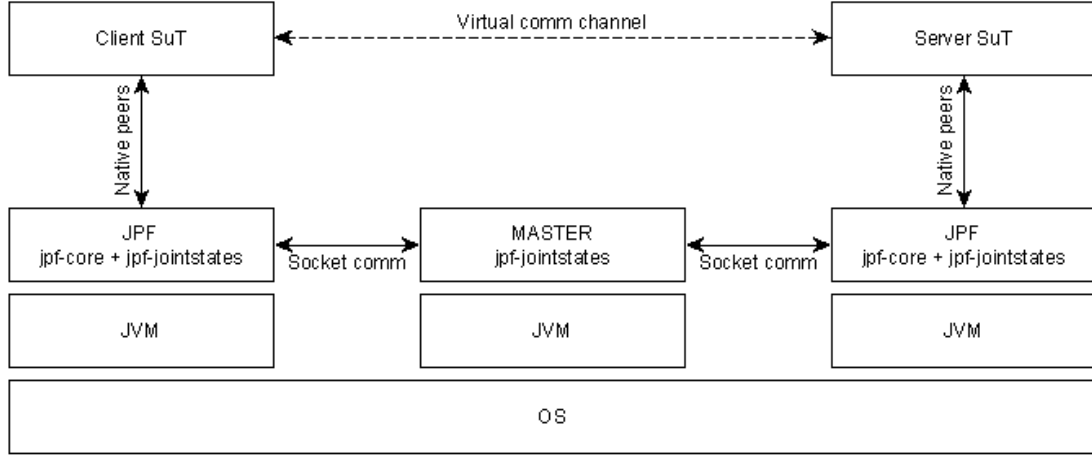 Virtual comm channel
Client SuT
Server SuT
Native peers
Native peers
JPF
jpf-core + jpf-jointstates
MASTER
jpf-jointstates
JPF
jpf-core + jpf-jointstates
Socket comm
Socket comm
JVM
JVM
JVM
OS